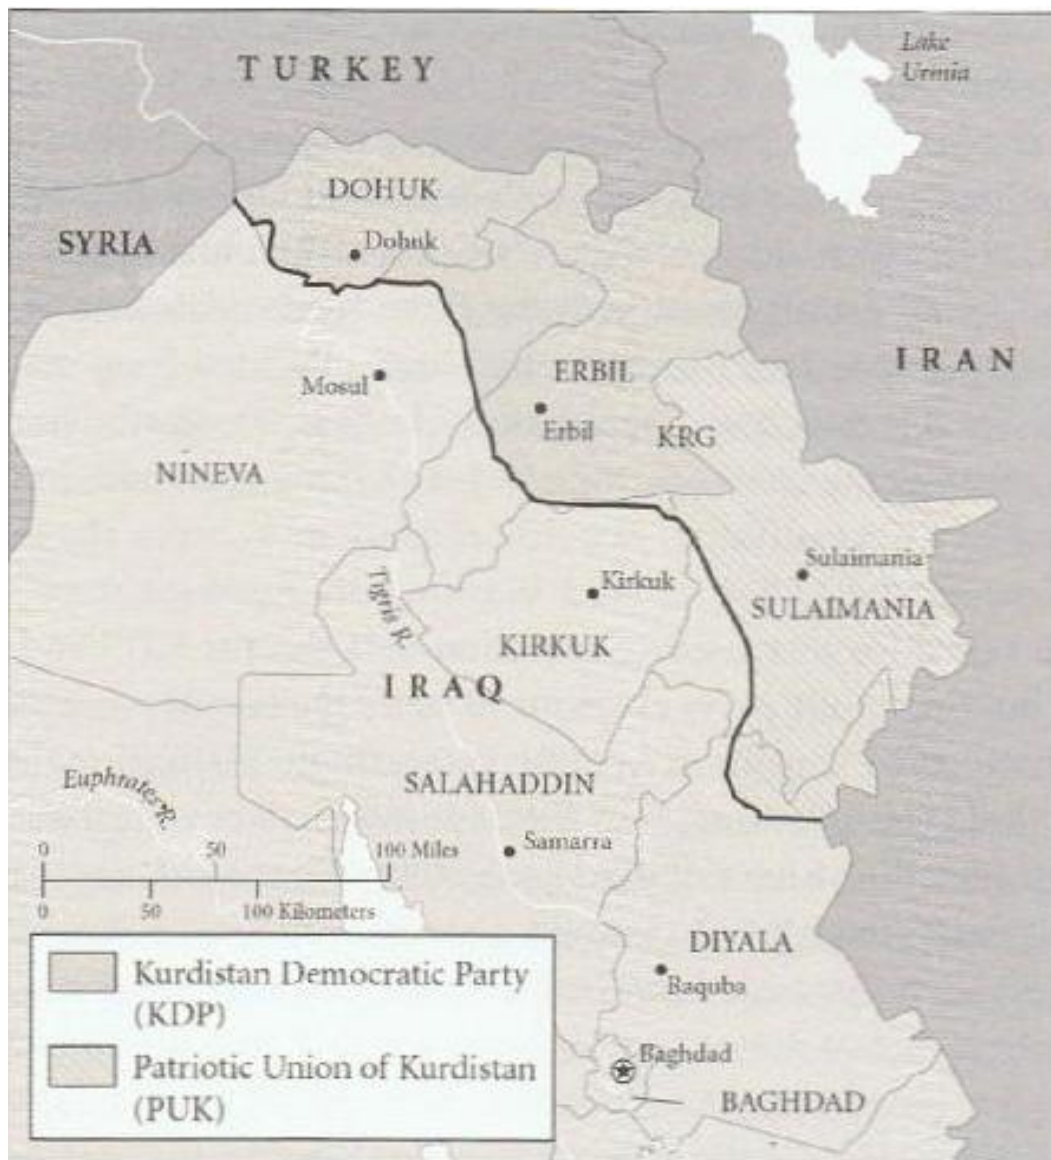 Lake
Urmia
TURKEY
DOHUK
Dohuk
SYRIA
IRAN
ERBIL
Mosul
Erbil
KRG
NINEVA
Sulaimania
Kirkuk
SULAIMANIA
Tigris R.
KIRKUK
IRAQ
Euphrates R.
SALAHADDIN
Samarra
0 50 100 Miles
0 50 100 Kilometers
DIYALA
Baquba
Baghdad
BAGHDAD
Kurdistan Democratic Party
(KDP)
Patriotic Union of Kurdistan
(PUK)